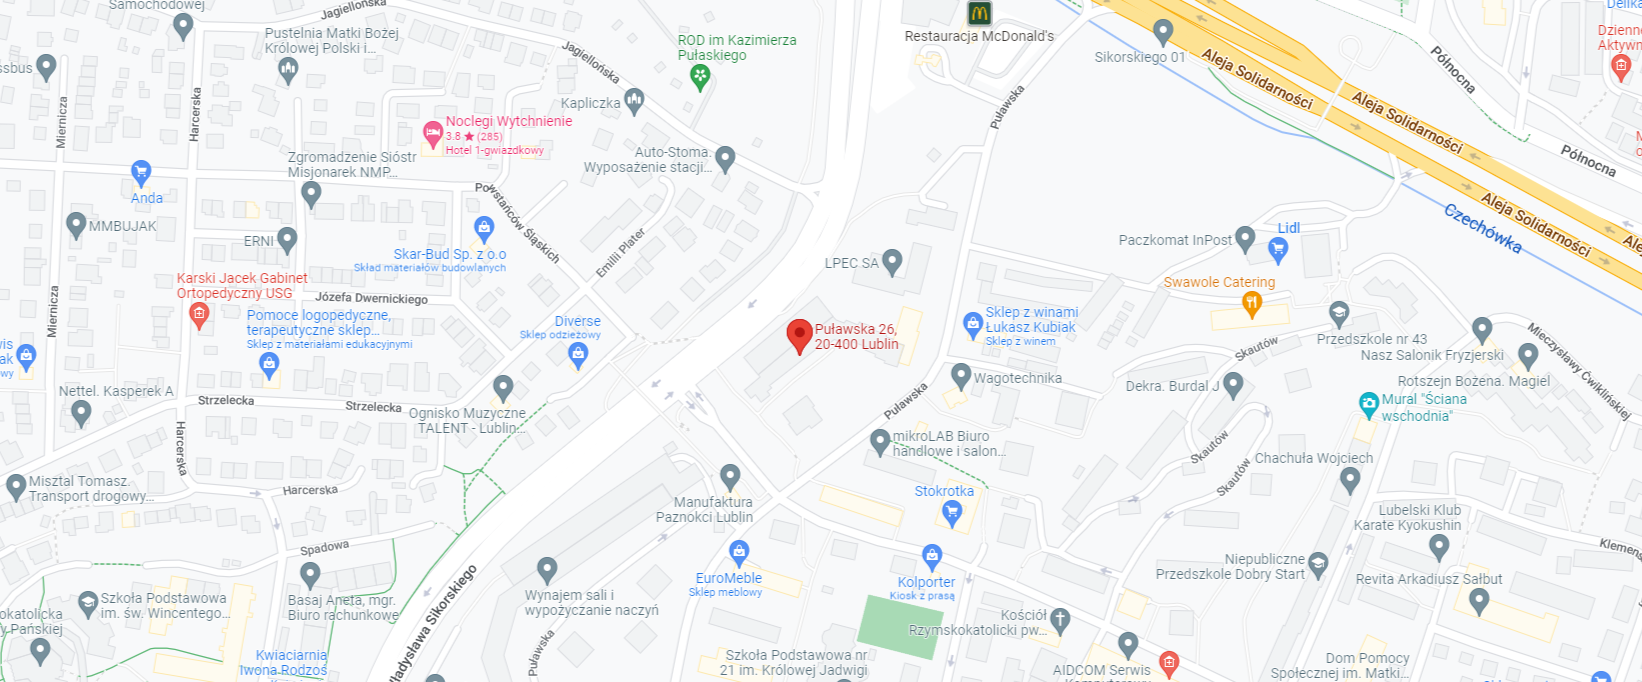 Samochodowej
Jagiellońska
Pustelnia Matki Bożej
Królowej Polski i...
ssbus
Miernicza
Harcerska
Jagiellońska
ROD im Kazimierza
Pułaskiego
Restauracja McDonald's
Sikorskiego 01
Aleja Solidarności
Aleja Solidarności
Północna
Kapliczka
Noclegi Wytchnienie
3.8 ★ (285)
Hotel 1-gwiazdkowy
Puławska
Auto-Stoma.
Wyposażenie stacji...
Północna
Zgromadzenie Sióstr
Misjonarek NMP...
Anda
Powstańców Śląskich
MMBUJAK
ERNI
Emilii Plater
Skar-Bud Sp. z o.o
Skład materiałów budowlanych
LPEC SA
Paczkomat InPost
Lidl
Czechówka
Aleja Solidarności
Karski Jacek Gabinet
Ortopedyczny USG
Józefa Dwernickiego
Miernicza
Swawole Catering
Pomoce logopedyczne,
terapeutyczne sklep...
Sklep z materiałami edukacyjnymi
Diverse
Sklep odzieżowy
Puławska 26,
20-400 Lublin
Sklep z winami
Łukasz Kubiak
Sklep z winem
Skautów
Przedszkole nr 43
Nasz Salonik Fryzjerski
Mieczysławy Ćwiklińskiej
Nettel. Kasperek A
Strzelecka
Strzelecka
Ognisko Muzyczne
TALENT - Lublin...
Puławska
Wagotechnika
Dekra. Burdal J
Rotszejn Bożena. Magiel
Mural "Ściana
wschodnia"
Harcerska
mikroLAB Biuro
handlowe i salon...
Skautów
Skautów
Chachuła Wojciech
Misztal Tomasz.
Transport drogowy...
Harcerska
Manufaktura
Paznokci Lublin
Stokrotka
Lubelski Klub
Karate Kyokushin
Spadowa
Niepubliczne
Przedszkole Dobry Start
Revita Arkadiusz Sałbut
EuroMeble
Sklep meblowy
Kolporter
Kiosk z prasą
Szkoła Podstawowa
im. św. Wincentego...
Basaj Aneta, mgr.
Biuro rachunkowe
Wynajem sali i
wypożyczanie naczyń
Kościół
Rzymskokatolicki pw...
Puławska
Kwiaciarnia
Iwona Rodzoś
Szkoła Podstawowa nr
21 im. Królowej Jadwigi
AIDCOM Serwis
Dom Pomocy
Społecznej im. Matki...